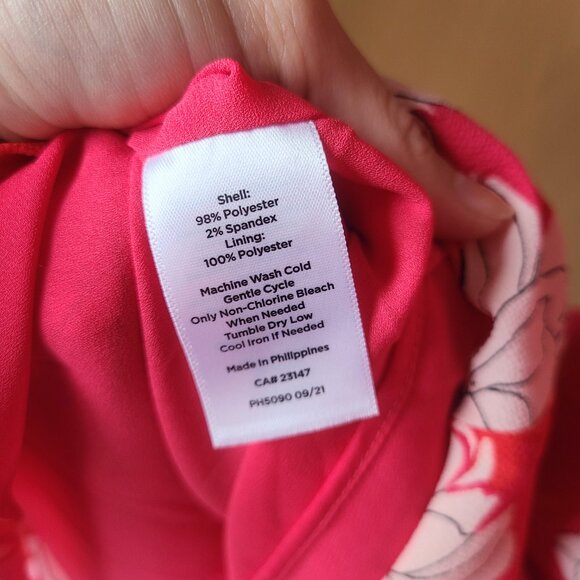 Shell:
98% Polyester
2% Spandex
Lining:
100% Polyester
Machine Wash Cold
Gentle Cycle
Only Non-Chlorine Bleach
When Needed
Tumble Dry Low
Cool Iron If Needed
Made in Philippines
CA# 23147
PH5090 09/21